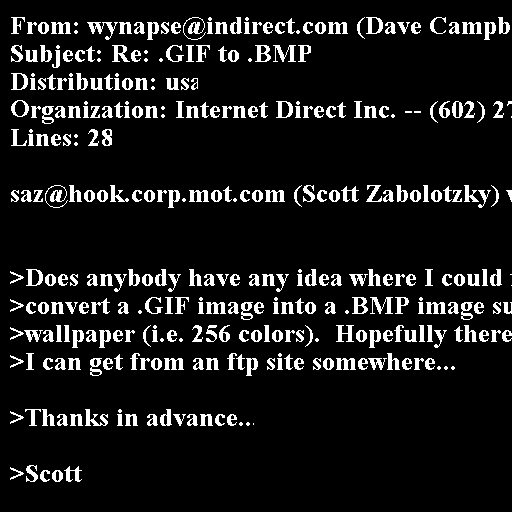 From: wynapse@indirect.com (Dave Campb
Subject: Re: .GIF to .BMP
Distribution: usa
Organization: Internet Direct Inc. -- (602) 27
Lines: 28
saz@hook.corp.mot.com (Scott Zabolotzky)
>Does anybody have any idea where I could
>convert a .GIF image into a .BMP image su
>wallpaper (i.e. 256 colors).  Hopefully there
>I can get from an ftp site somewhere...
>Thanks in advance...
>Scott